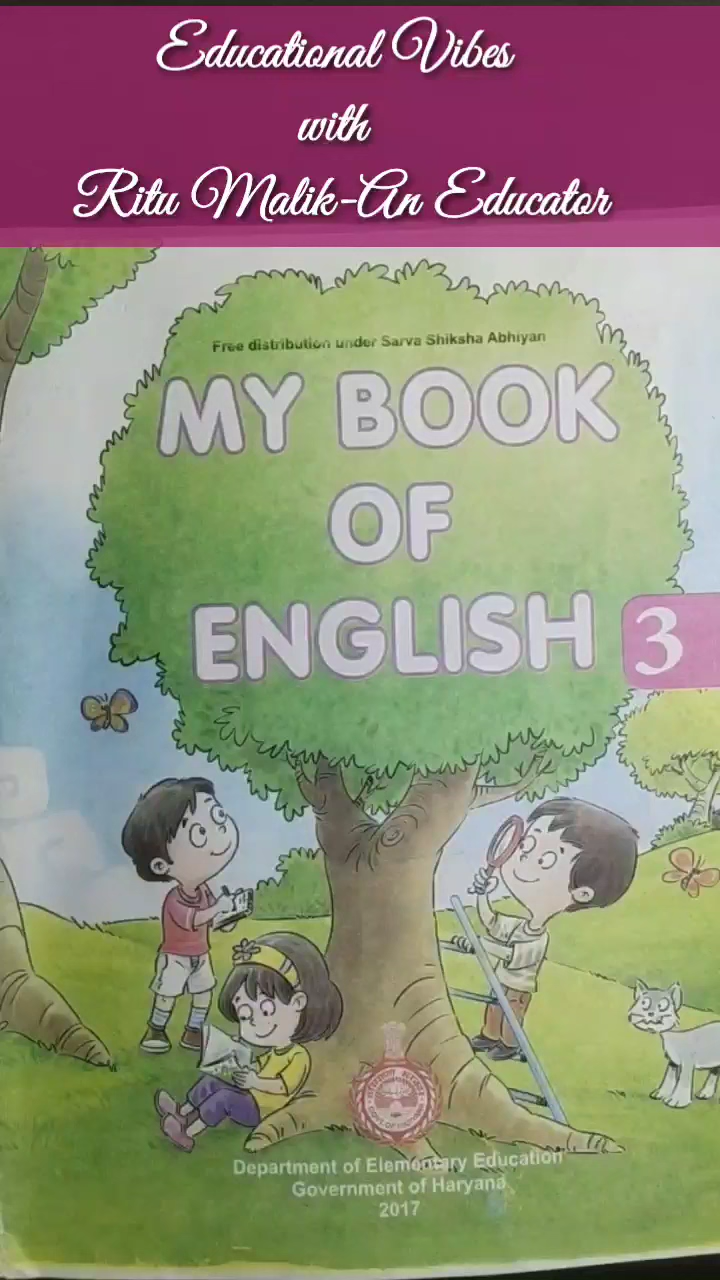 Educational Vibes
with
Ritu Malik-An Educator
Free distribution under Sarva Shiksha Abhiyan
MY BOOK
OF
ENGLISH 3
Department of Elementary Education
Government of Haryana
2017